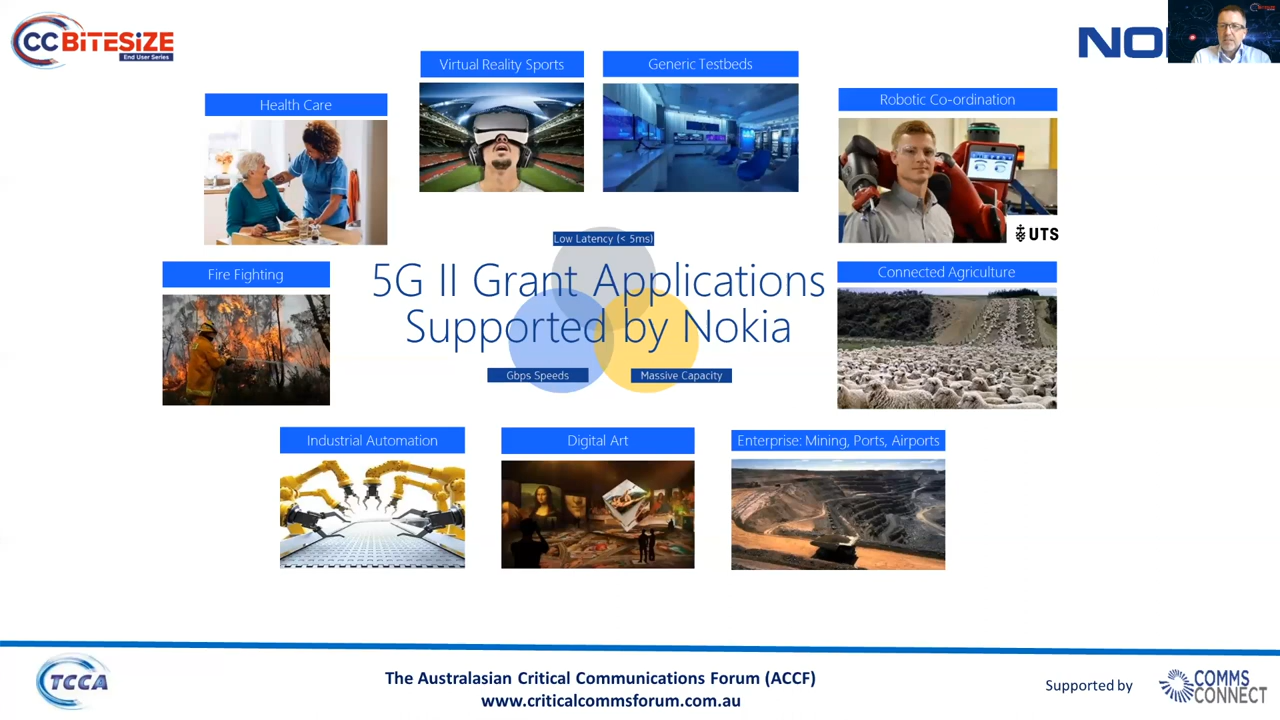 CC BiTESiZE
End User Series
NO
Virtual Reality Sports
Generic Testbeds
Health Care
Robotic Co-ordination
UTS
Low Latency (< 5ms)
Fire Fighting
5G II Grant Applications
Supported by Nokia
Connected Agriculture
Gbps Speeds
Massive Capacity
Industrial Automation
Digital Art
Enterprise: Mining, Ports, Airports
TCCA
The Australasian Critical Communications Forum (ACCF)
www.criticalcommsforum.com.au
Supported by
COMMS
CONNECT